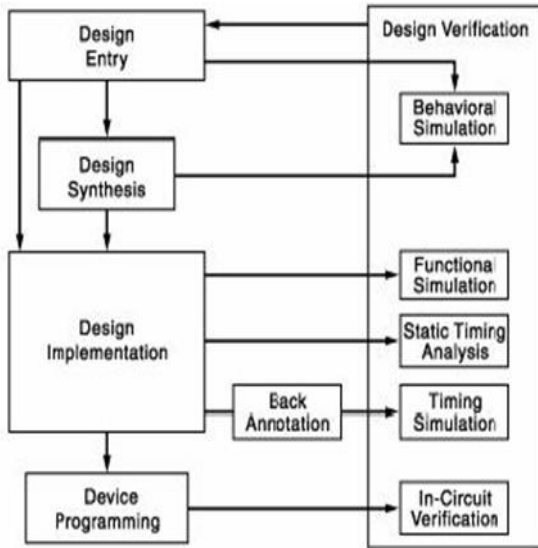 Design
Entry
Design Verification
Behavioral
Simulation
Design
Synthesis
Design
Implementation
Functional
Simulation
Static Timing
Analysis
Back
Annotation
Timing
Simulation
Device
Programming
In-Circuit
Verification